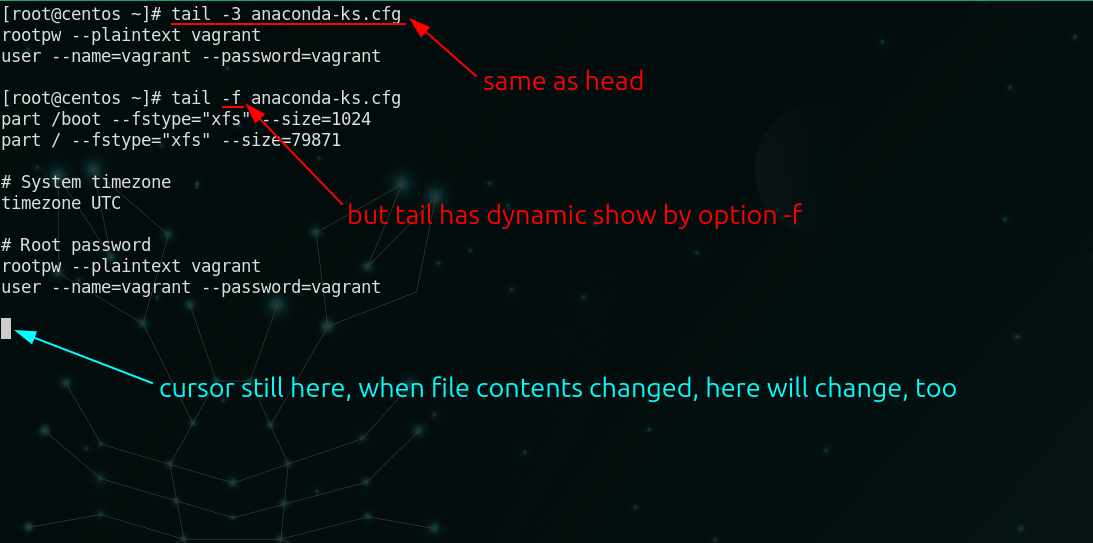 [root@centos ~]# tail -3 anaconda-ks.cfg
rootpw --plaintext vagrant
user --name=vagrant --password=vagrant
same as head
[root@centos ~]# tail -f anaconda-ks.cfg
part /boot --fstype="xfs" --size=1024
part / --fstype="xfs" --size=79871
# System timezone
timezone UTC
but tail has dynamic show by option -f
# Root password
rootpw --plaintext vagrant
user --name=vagrant --password=vagrant
cursor still here, when file contents changed, here will change, too